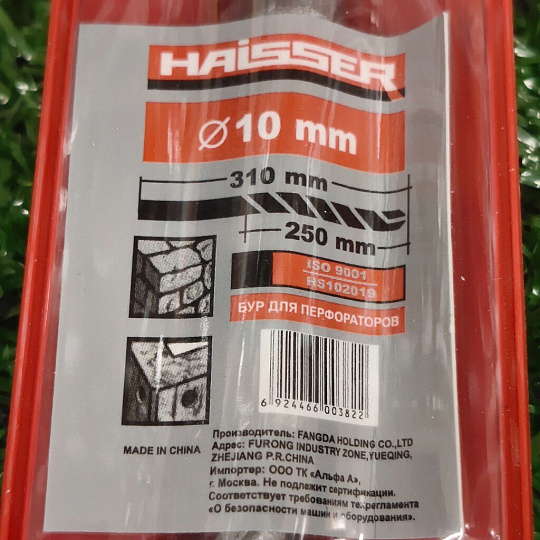 HAISSER
Ø 10 mm
310 mm
250 mm
ISO 9001
HS102019
БУР ДЛЯ ПЕРФОРАТОРОВ
6 924466 003822
MADE IN CHINA
Производитель: FANGDA HOLDING CO.,LTD
Адрес: FURONG INDUSTRY ZONE,YUEQING,
ZHEJIANG P.R.CHINA
Импортер: ООО ТК «Альфа А»,
г. Москва. Не подлежит сертификации.
Соответствует требованиям техрегламента
«О безопасности машин и оборудования».